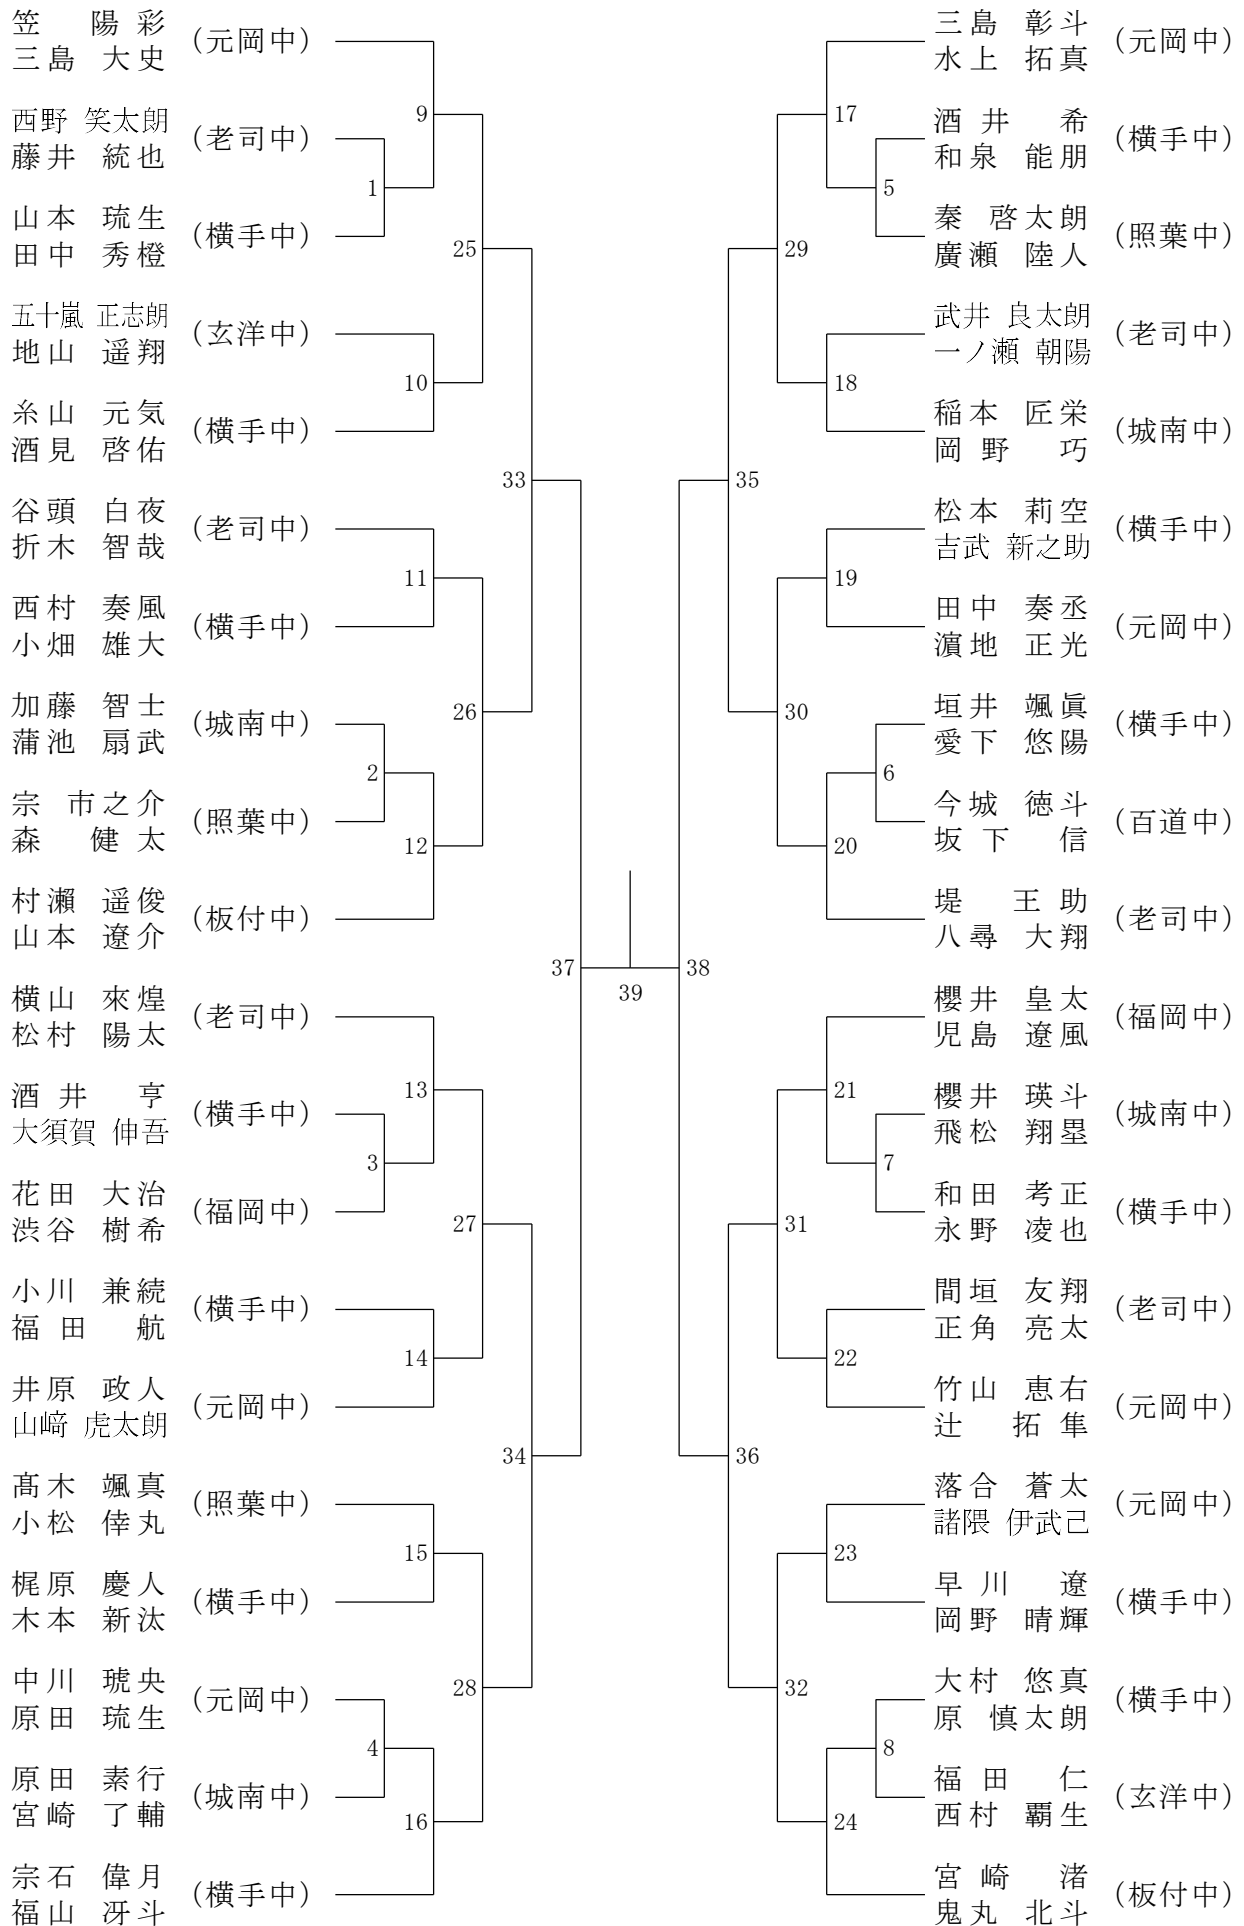 笠 陽彩
三島 大史
(元岡中)
西野 笑太朗
藤井 統也
(老司中)
山本 琉生
田中 秀橙
(横手中)
五十嵐 正志朗
地山 遥翔
(玄洋中)
糸山 元気
酒見 啓佑
(横手中)
谷頭 白夜
折木 智哉
(老司中)
西村 奏風
小畑 雄大
(横手中)
加藤 智士
蒲池 扇武
(城南中)
宗 市之介
森 健太
(照葉中)
村瀨 遥俊
山本 遼介
(板付中)
横山 來煌
松村 陽太
(老司中)
酒井 亨
大須賀 伸吾
(横手中)
花田 大治
渋谷 樹希
(福岡中)
小川 兼続
福田 航
(横手中)
井原 政人
山﨑 虎太朗
(元岡中)
髙木 颯真
小松 倖丸
(照葉中)
梶原 慶人
木本 新汰
(横手中)
中川 琥央
原田 琉生
(元岡中)
原田 素行
宮崎 了輔
(城南中)
宗石 偉月
福山 冴斗
(横手中)
9
1
25
10
33
11
26
2
12
37
13
3
27
14
34
15
28
4
16
39
38
17
5
29
18
35
19
30
6
20
21
7
31
22
36
23
32
8
24
三島 彰斗
水上 拓真
(元岡中)
酒井 希
和泉 能朋
(横手中)
秦 啓太朗
廣瀬 陸人
(照葉中)
武井 良太朗
一ノ瀬 朝陽
(老司中)
稲本 匠栄
岡野 巧
(城南中)
松本 莉空
吉武 新之助
(横手中)
田中 奏丞
濵地 正光
(元岡中)
垣井 颯眞
愛下 悠陽
(横手中)
今城 徳斗
坂下 信
(百道中)
堤 王助
八尋 大翔
(老司中)
櫻井 皇太
児島 遼風
(福岡中)
櫻井 瑛斗
飛松 翔塁
(城南中)
和田 考正
永野 凌也
(横手中)
間垣 友翔
正角 亮太
(老司中)
竹山 恵右
辻 拓隼
(元岡中)
落合 蒼太
諸隈 伊武己
(元岡中)
早川 遼
岡野 晴輝
(横手中)
大村 悠真
原 慎太朗
(横手中)
福田 仁
西村 覇生
(玄洋中)
宮崎 渚
鬼丸 北斗
(板付中)